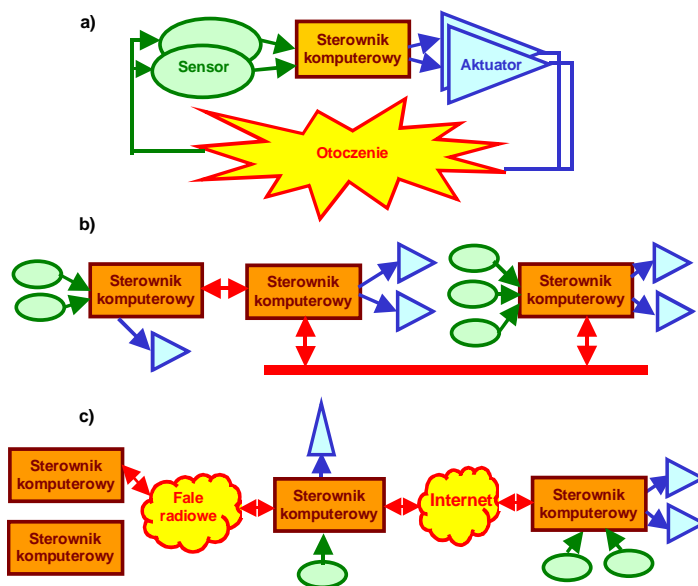 a)
Sensor
Sterownik
komputerowy
Aktuator
Otoczenie
b)
Sterownik
komputerowy
Sterownik
komputerowy
Sterownik
komputerowy
c)
Sterownik
komputerowy
Sterownik
komputerowy
Fale
radiowe
Sterownik
komputerowy
Internet
Sterownik
komputerowy